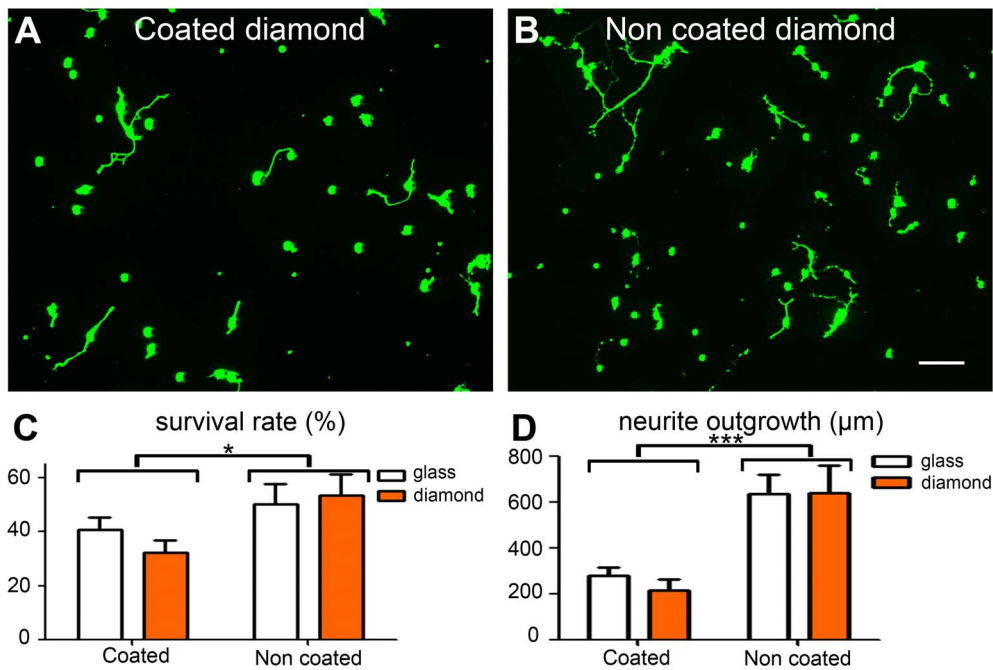 A Coated diamond
B Non coated diamond
C survival rate (%)
*
60
40
20
0
glass
diamond
Coated Non coated
D neurite outgrowth (µm)
***
800
600
400
200
0
glass
diamond
Coated Non coated